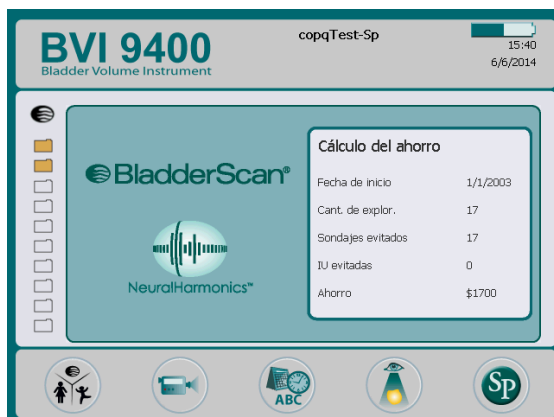 BVI 9400
Bladder Volume Instrument
copqTest-Sp
15:40
6/6/2014
BladderScan®
NeuralHarmonics™
Cálculo del ahorro
Fecha de inicio 1/1/2003
Cant. de explor. 17
Sondajes evitados 17
IU evitadas 0
Ahorro $1700
ABC
Sp